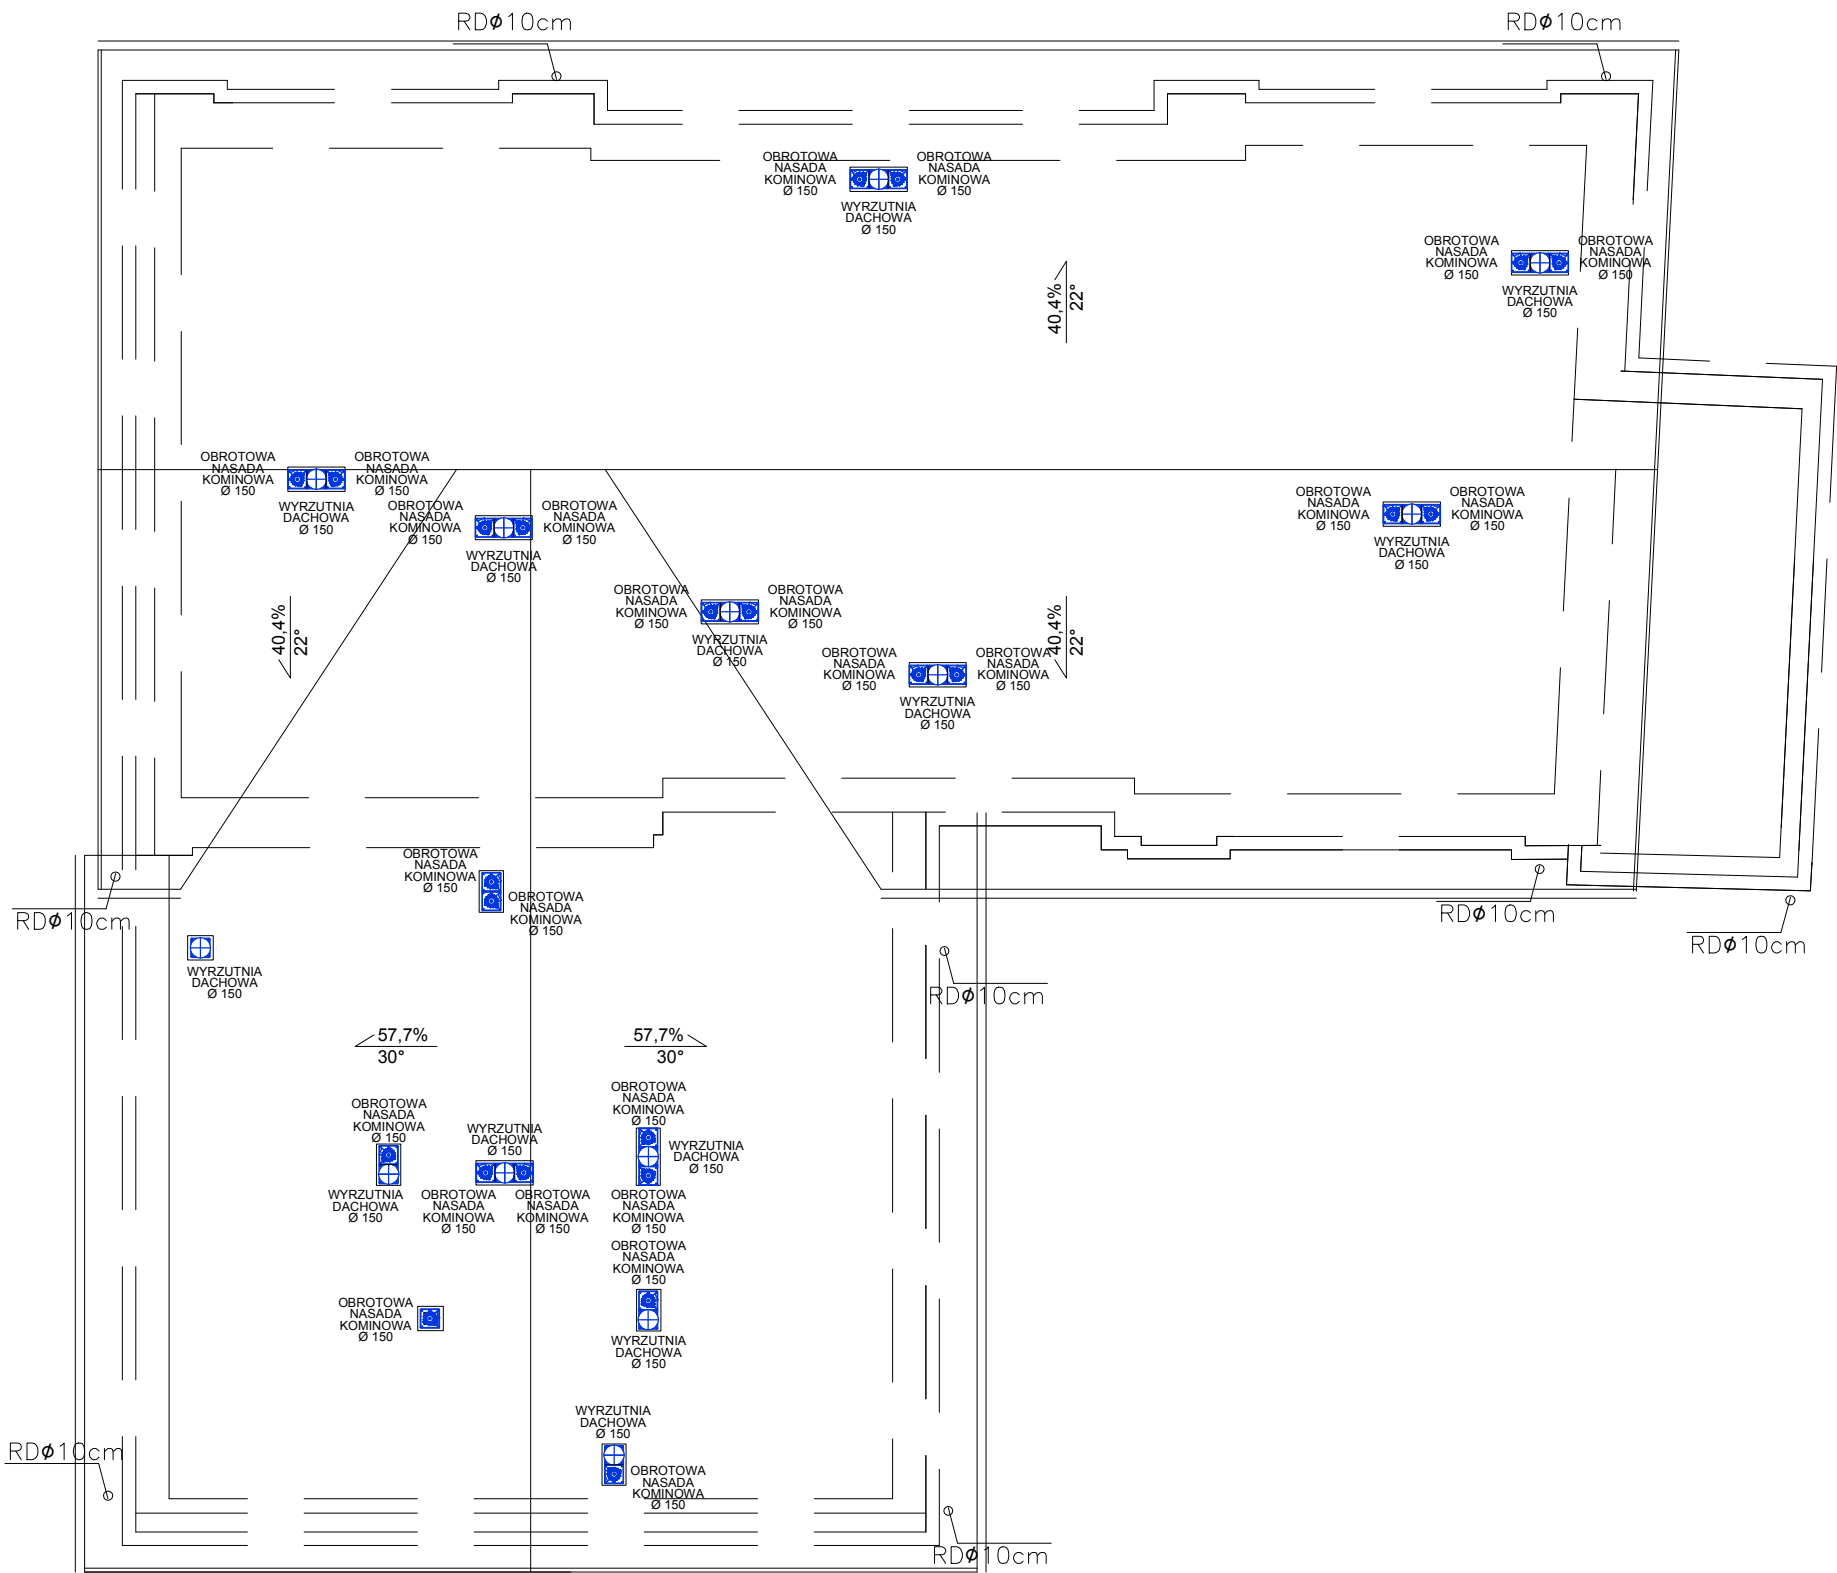 RDϕ10cm
RDϕ10cm
OBROTOWA
NASADA
KOMINOWA
Ø 150
OBROTOWA
NASADA
KOMINOWA
Ø 150
WYRZUTNIA
DACHOWA
Ø 150
OBROTOWA
NASADA
KOMINOWA
Ø 150
OBROTOWA
NASADA
KOMINOWA
Ø 150
WYRZUTNIA
DACHOWA
Ø 150
40,4%
22°
OBROTOWA
NASADA
KOMINOWA
Ø 150
OBROTOWA
NASADA
KOMINOWA
Ø 150
WYRZUTNIA
DACHOWA
Ø 150
OBROTOWA
NASADA
KOMINOWA
Ø 150
OBROTOWA
NASADA
KOMINOWA
Ø 150
WYRZUTNIA
DACHOWA
Ø 150
OBROTOWA
NASADA
KOMINOWA
Ø 150
OBROTOWA
NASADA
KOMINOWA
Ø 150
WYRZUTNIA
DACHOWA
Ø 150
OBROTOWA
NASADA
KOMINOWA
Ø 150
OBROTOWA
NASADA
KOMINOWA
Ø 150
WYRZUTNIA
DACHOWA
Ø 150
40,4%
22°
40,4%
22°
OBROTOWA
NASADA
KOMINOWA
Ø 150
OBROTOWA
NASADA
KOMINOWA
Ø 150
WYRZUTNIA
DACHOWA
Ø 150
OBROTOWA
NASADA
KOMINOWA
Ø 150
OBROTOWA
NASADA
KOMINOWA
Ø 150
RDϕ10cm
RDϕ10cm
RDϕ10cm
WYRZUTNIA
DACHOWA
Ø 150
RDϕ10cm
57,7%
30°
57,7%
30°
OBROTOWA
NASADA
KOMINOWA
Ø 150
WYRZUTNIA
DACHOWA
Ø 150
WYRZUTNIA
DACHOWA
Ø 150
OBROTOWA
NASADA
KOMINOWA
Ø 150
OBROTOWA
NASADA
KOMINOWA
Ø 150
OBROTOWA
NASADA
KOMINOWA
Ø 150
WYRZUTNIA
DACHOWA
Ø 150
OBROTOWA
NASADA
KOMINOWA
Ø 150
OBROTOWA
NASADA
KOMINOWA
Ø 150
WYRZUTNIA
DACHOWA
Ø 150
OBROTOWA
NASADA
KOMINOWA
Ø 150
WYRZUTNIA
DACHOWA
Ø 150
OBROTOWA
NASADA
KOMINOWA
Ø 150
RDϕ10cm
RDϕ10cm